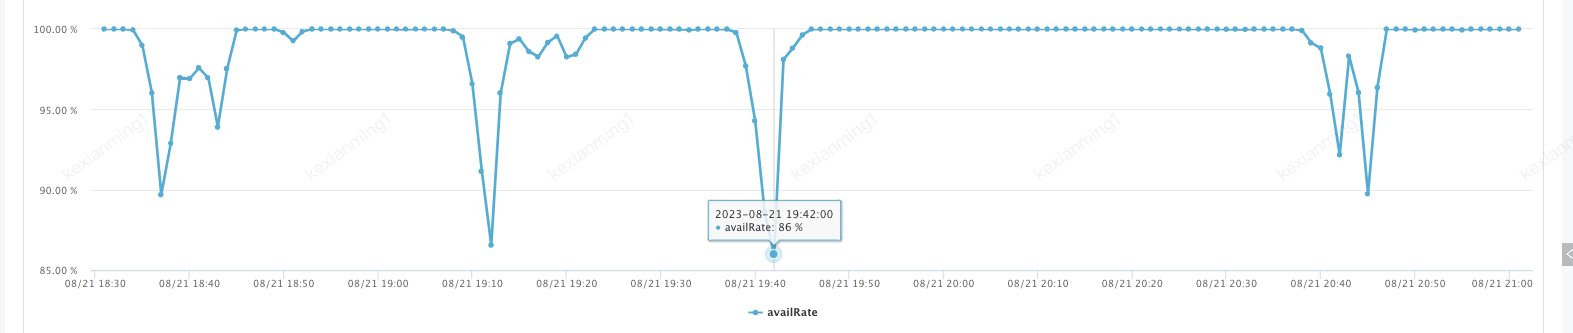 100.00 %
95.00 %
90.00 %
85.00 %
kexianming1 kexianming1 kexianming1 kexianming1 kexianming1 kexianming1
2023-08-21 19:42:00
availRate: 86 %
08/21 18:30 08/21 18:40 08/21 18:50 08/21 19:00 08/21 19:10 08/21 19:20 08/21 19:30 08/21 19:40 08/21 19:50 08/21 20:00 08/21 20:10 08/21 20:20 08/21 20:30 08/21 20:40 08/21 20:50 08/21 21:00
availRate